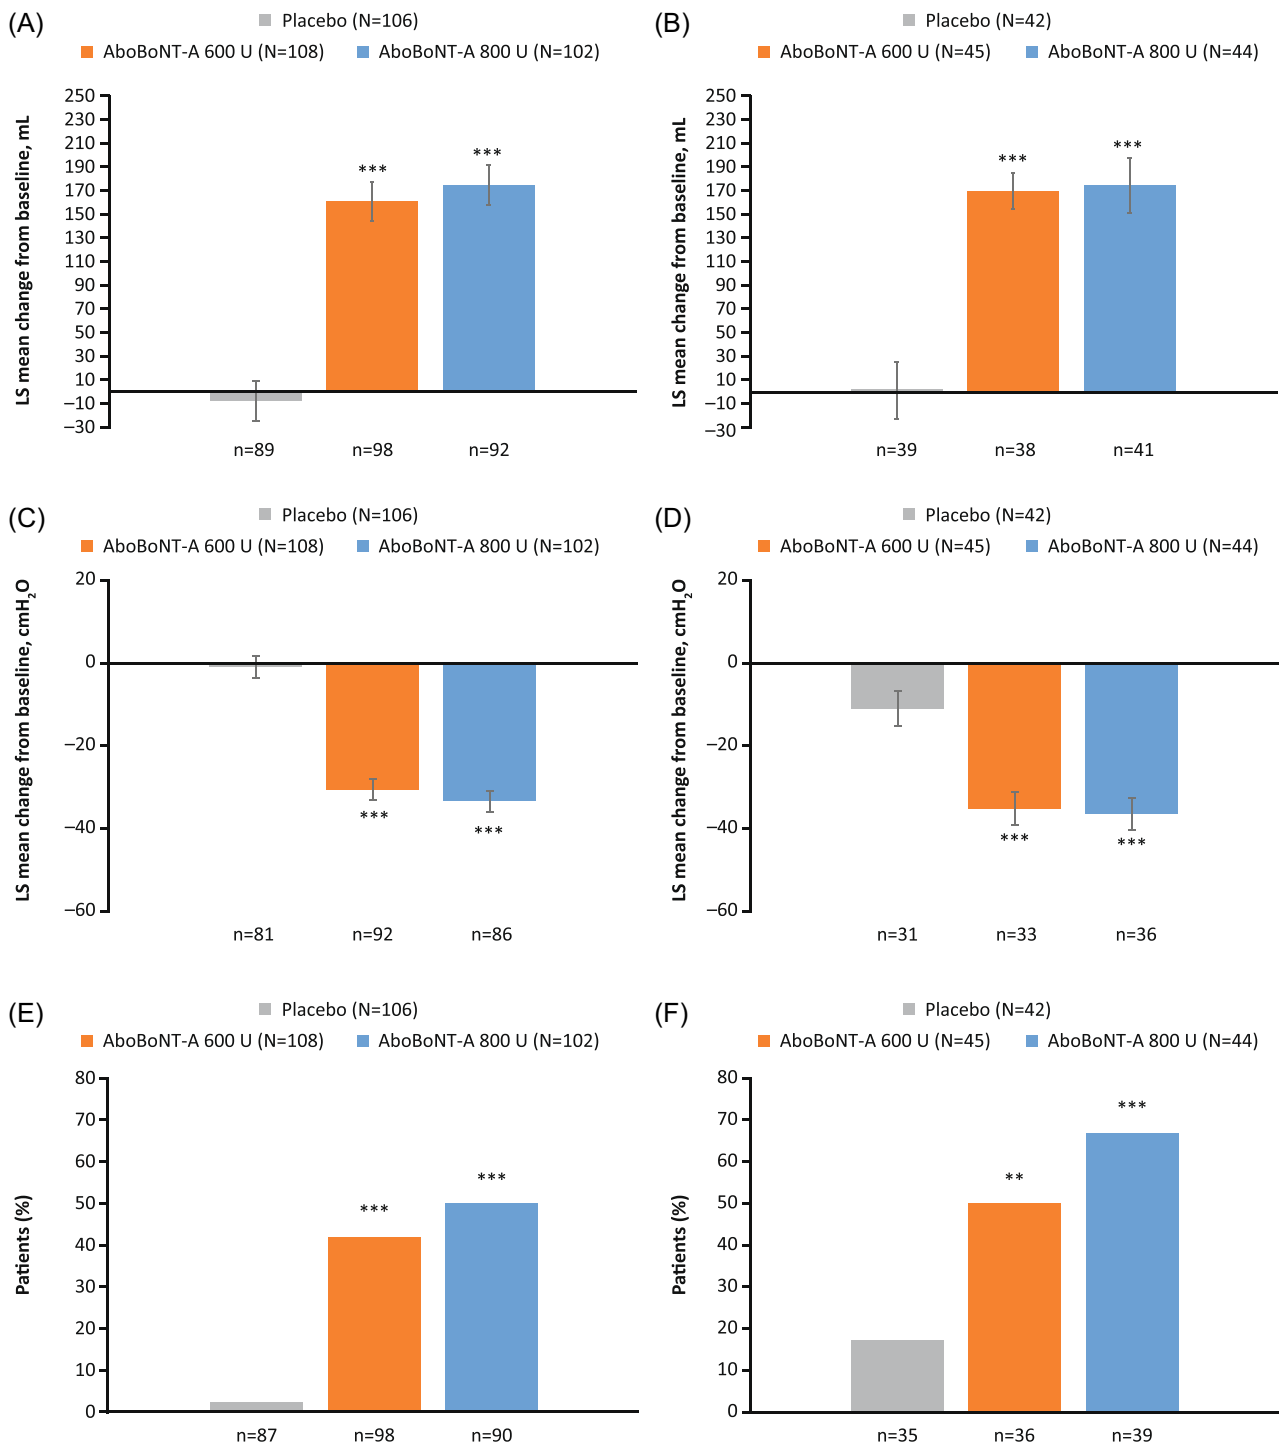 (A)
Placebo (N=106)
AboBoNT-A 600 U (N=108) AboBoNT-A 800 U (N=102)
LS mean change from baseline, mL
250
230
210
190
170
150
130
110
90
70
50
30
10
–10
–30
***
***
n=89 n=98 n=92
(B)
Placebo (N=42)
AboBoNT-A 600 U (N=45) AboBoNT-A 800 U (N=44)
LS mean change from baseline, mL
250
230
210
190
170
150
130
110
90
70
50
30
10
–10
–30
***
***
n=39 n=38 n=41
(C)
Placebo (N=106)
AboBoNT-A 600 U (N=108) AboBoNT-A 800 U (N=102)
LS mean change from baseline, cmH₂O
20
0
–20
–40
–60
***
***
n=81 n=92 n=86
(D)
Placebo (N=42)
AboBoNT-A 600 U (N=45) AboBoNT-A 800 U (N=44)
LS mean change from baseline, cmH₂O
20
0
–20
–40
–60
***
***
n=31 n=33 n=36
(E)
Placebo (N=106)
AboBoNT-A 600 U (N=108) AboBoNT-A 800 U (N=102)
Patients (%)
80
70
60
50
40
30
20
10
0
***
***
n=87 n=98 n=90
(F)
Placebo (N=42)
AboBoNT-A 600 U (N=45) AboBoNT-A 800 U (N=44)
Patients (%)
80
70
60
50
40
30
20
10
0
**
***
n=35 n=36 n=39